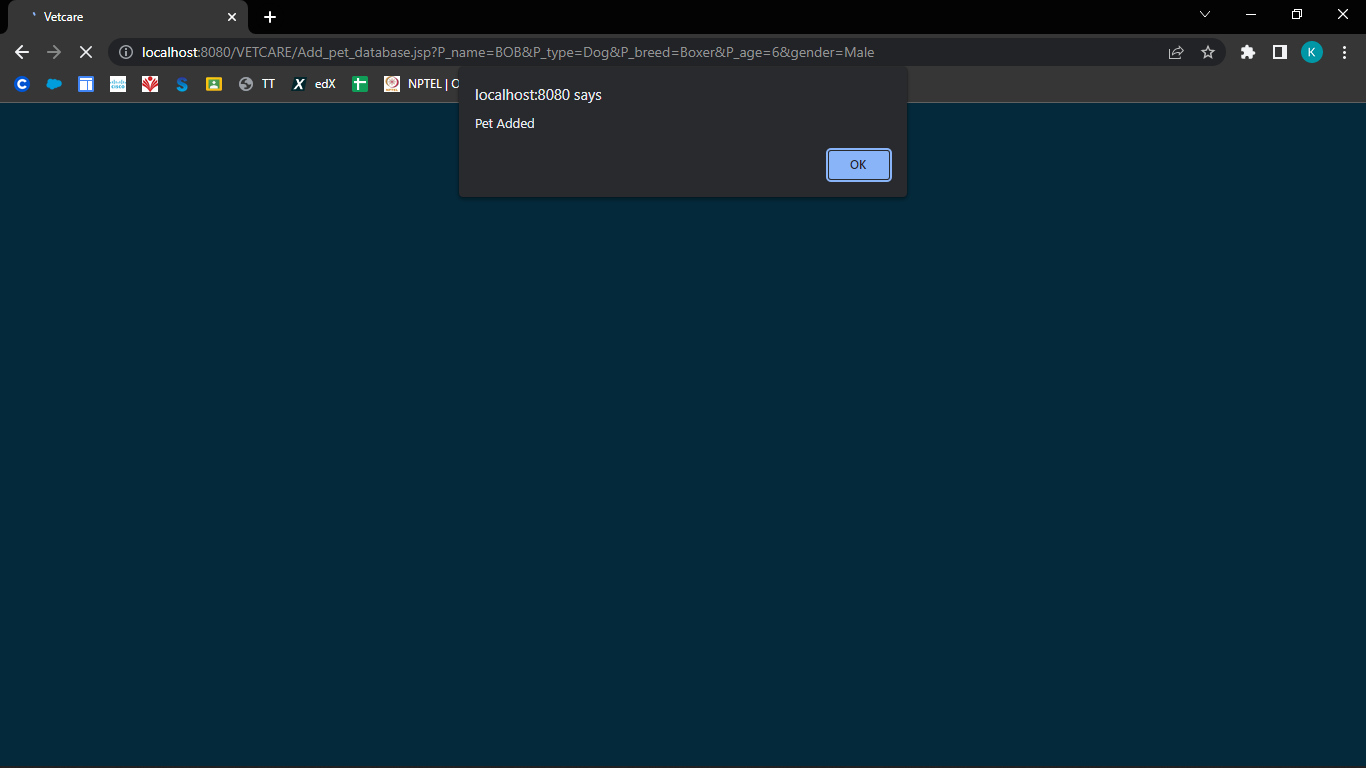 Vetcare
localhost:8080/VETCARE/Add_pet_database.jsp?P_name=BOB&P_type=Dog&P_breed=Boxer&P_age=6&gender=Male
K
TT
edX
NPTEL | O
localhost:8080 says
Pet Added
OK